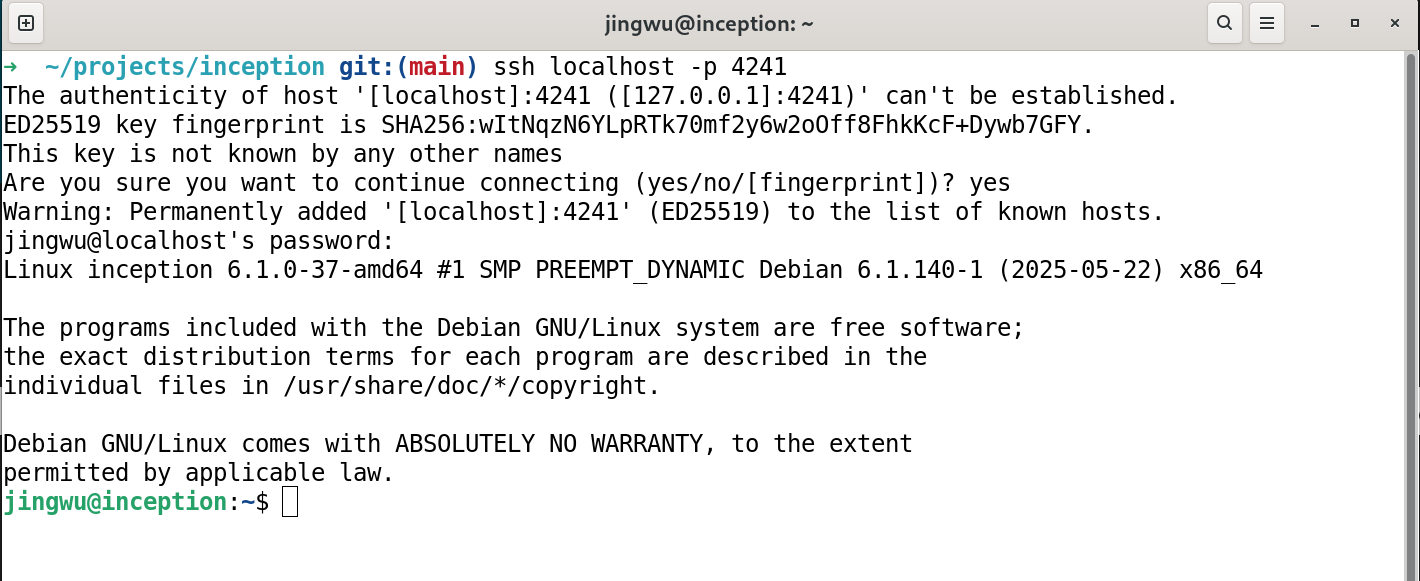 jingwu@inception: ~
→ ~/projects/inception git:(main) ssh localhost -p 4241
The authenticity of host '[localhost]:4241 ([127.0.0.1]:4241)' can't be established.
ED25519 key fingerprint is SHA256:wItNqzN6YLpRTk70mf2y6w2oOff8FhkKcF+Dywb7GFY.
This key is not known by any other names
Are you sure you want to continue connecting (yes/no/[fingerprint])? yes
Warning: Permanently added '[localhost]:4241' (ED25519) to the list of known hosts.
jingwu@localhost's password:
Linux inception 6.1.0-37-amd64 #1 SMP PREEMPT_DYNAMIC Debian 6.1.140-1 (2025-05-22) x86_64
The programs included with the Debian GNU/Linux system are free software;
the exact distribution terms for each program are described in the
individual files in /usr/share/doc/*/copyright.
Debian GNU/Linux comes with ABSOLUTELY NO WARRANTY, to the extent
permitted by applicable law.
jingwu@inception:~$